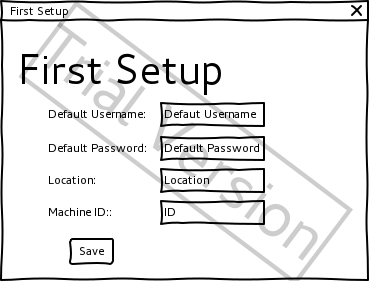 First Setup
First Setup
Default Username: Defaut Username
Default Password: Default Password
Location: Location
Machine ID:: ID
Save
Trial Version